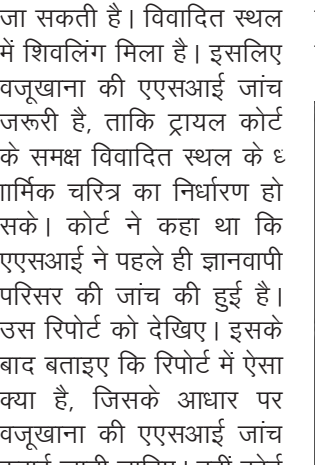 जा सकती है। विवादित स्थल
में शिवलिंग मिला है। इसलिए
वजूखाना की एएसआई जांच
जरूरी है, ताकि ट्रायल कोर्ट
के समक्ष विवादित स्थल के ध
ार्मिक चरित्र का निर्धारण हो
सके। कोर्ट ने कहा था कि
एएसआई ने पहले ही ज्ञानवापी
परिसर की जांच की हुई है।
उस रिपोर्ट को देखिए। इसके
बाद बताइए कि रिपोर्ट में ऐसा
क्या है, जिसके आधार पर
वजूखाना की एएसआई जांच